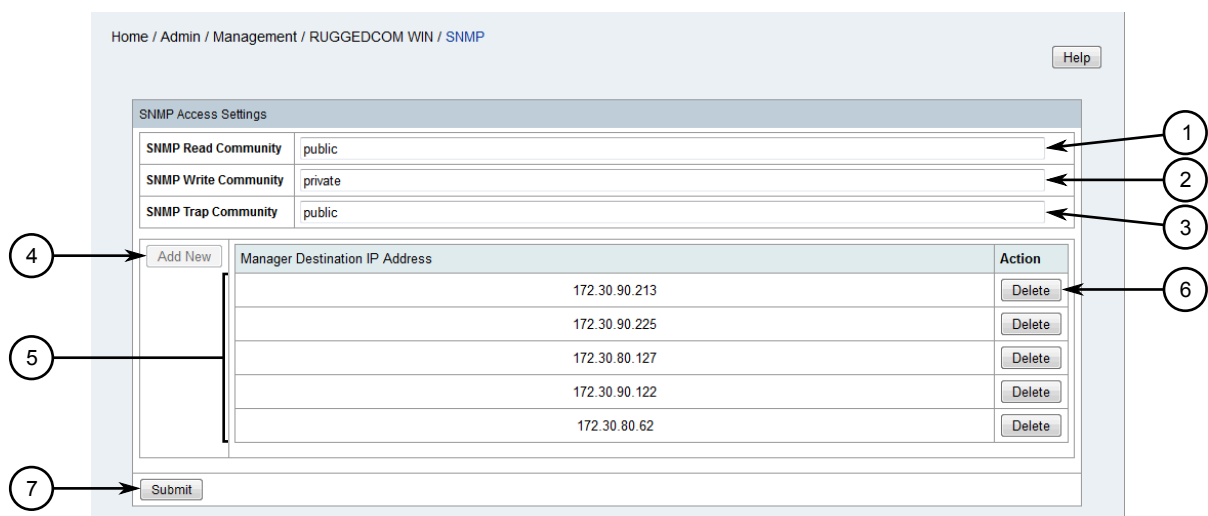 Home / Admin / Management / RUGGEDCOM WIN / SNMP
Help
SNMP Access Settings
SNMP Read Community public 1
SNMP Write Community private 2
SNMP Trap Community public 3
4 Add New Manager Destination IP Address Action
172.30.90.213 Delete 6
172.30.90.225 Delete
5 172.30.80.127 Delete
172.30.90.122 Delete
172.30.80.62 Delete
7 Submit